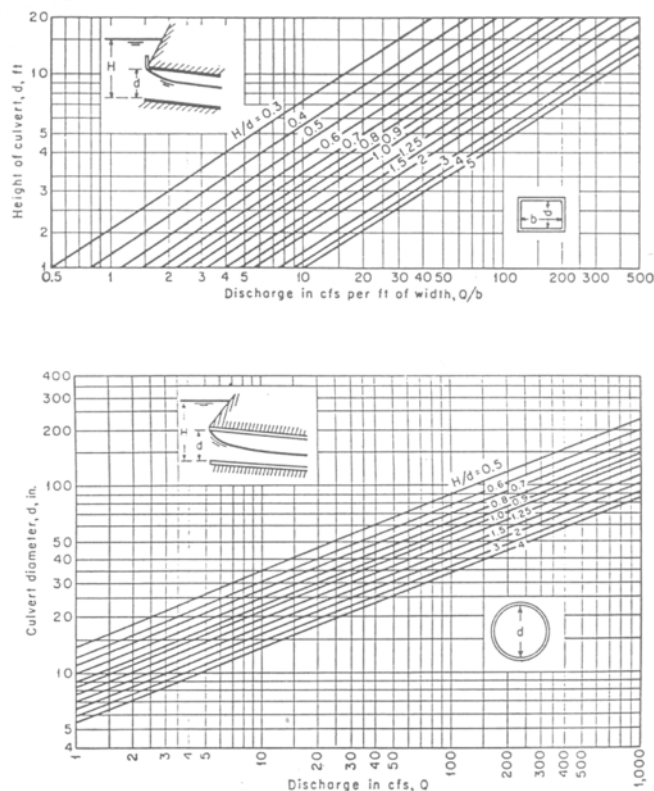 Height of culvert, d, ft
20
10
5
4
3
2
1
H
d
H/d = 0.3
0.4
0.5
0.6 0.7 0.8 0.9
1.0 1.25
1.5 2 3 4 5
b d
0.5 1 2 3 4 5 10 20 30 40 50 100 200 300 500
Discharge in cfs per ft of width, Q/b
Culvert diameter, d, in.
400
300
200
100
50
40
30
20
10
5
4
H
d
H/d=0.5
0.6 0.7
0.8 0.9
1.0 1.25
1.5 2
3 4
d
1 2 3 4 5 10 20 30 40 50 100 200 300 400 500 1,000
Discharge in cfs, Q